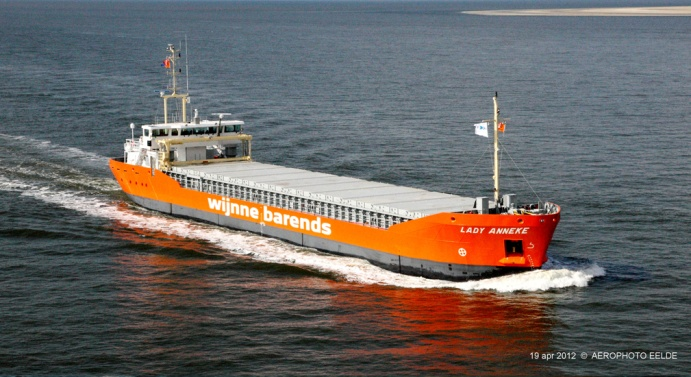 wijnne barends
LADY ANNEKE
19 apr 2012 © AEROPHOTO EELDE